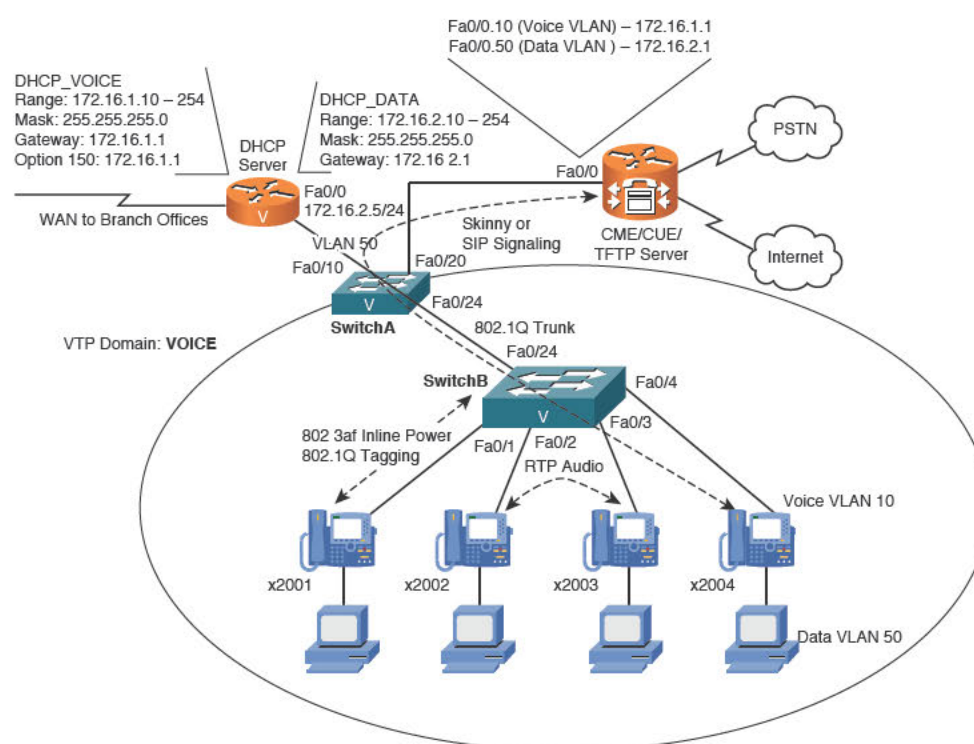 Fa0/0.10 (Voice VLAN) – 172.16.1.1
Fa0/0.50 (Data VLAN ) – 172.16.2.1
DHCP_VOICE
Range: 172.16.1.10 – 254
Mask: 255.255.255.0
Gateway: 172.16.1.1
Option 150: 172.16.1.1
DHCP_DATA
Range: 172.16.2.10 – 254
Mask: 255.255.255.0
Gateway: 172.16 2.1
DHCP
Server
PSTN
Fa0/0
V
Fa0/0
172.16.2.5/24
WAN to Branch Offices
Skinny or
SIP Signaling
V
CME/CUE/
TFTP Server
Internet
VLAN 50
Fa0/10
Fa0/20
V
Fa0/24
SwitchA
802.1Q Trunk
VTP Domain: VOICE
Fa0/24
SwitchB
Fa0/4
V
Fa0/3
802 3af Inline Power
802.1Q Tagging
Fa0/1
Fa0/2
RTP Audio
Voice VLAN 10
x2001
x2002
x2003
x2004
Data VLAN 50